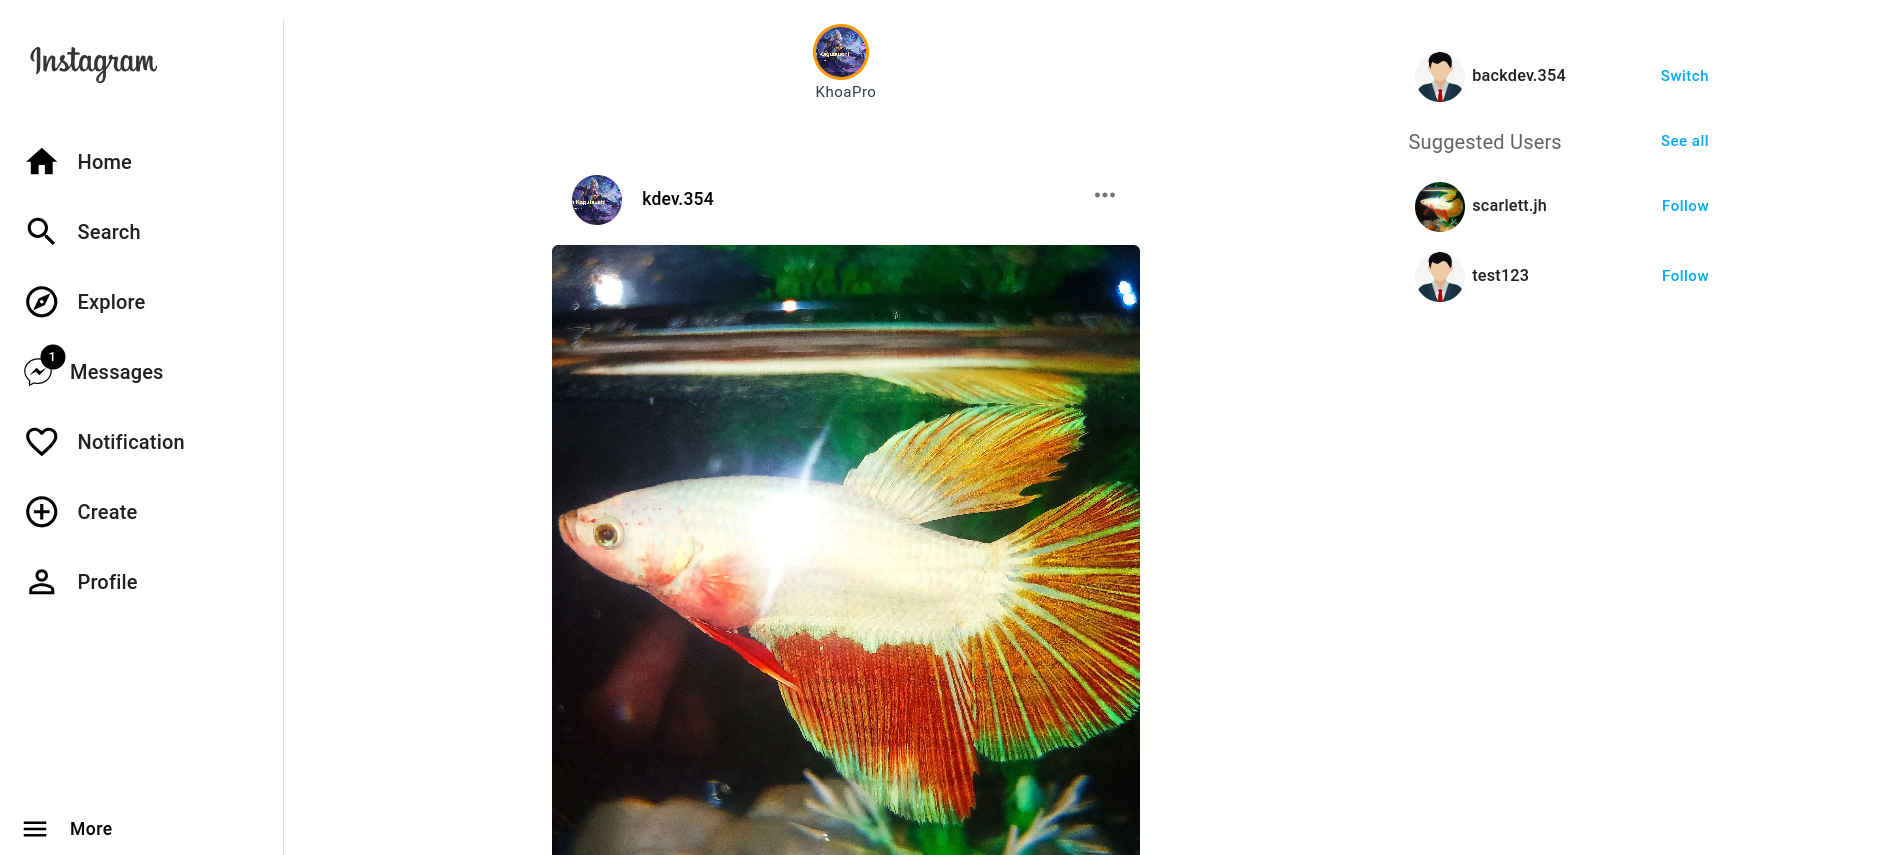 Instagram
Home
Search
Explore
1
Messages
Notification
Create
Profile
More
KhoaPro
kdev.354
backdev.354
Switch
Suggested Users
See all
scarlett.jh
Follow
test123
Follow